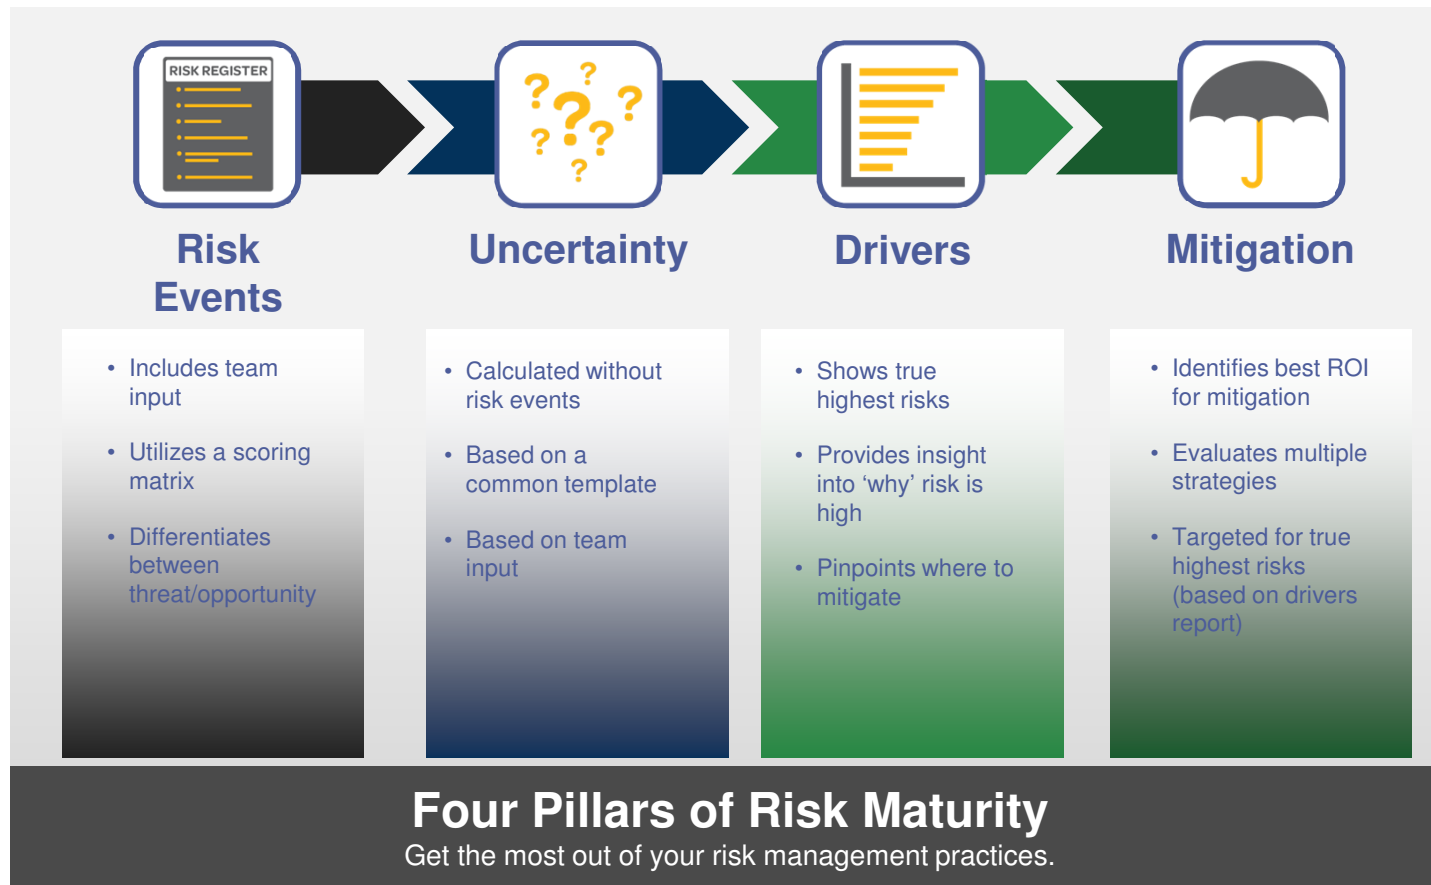 RISK REGISTER
Risk
Events
Uncertainty
Drivers
Mitigation
• Includes team
input
• Utilizes a scoring
matrix
• Differentiates
between
threat/opportunity
• Calculated without
risk events
• Based on a
common template
• Based on team
input
• Shows true
highest risks
• Provides insight
into ‘why’ risk is
high
• Pinpoints where to
mitigate
• Identifies best ROI
for mitigation
• Evaluates multiple
strategies
• Targeted for true
highest risks
(based on drivers
report)
Four Pillars of Risk Maturity
Get the most out of your risk management practices.